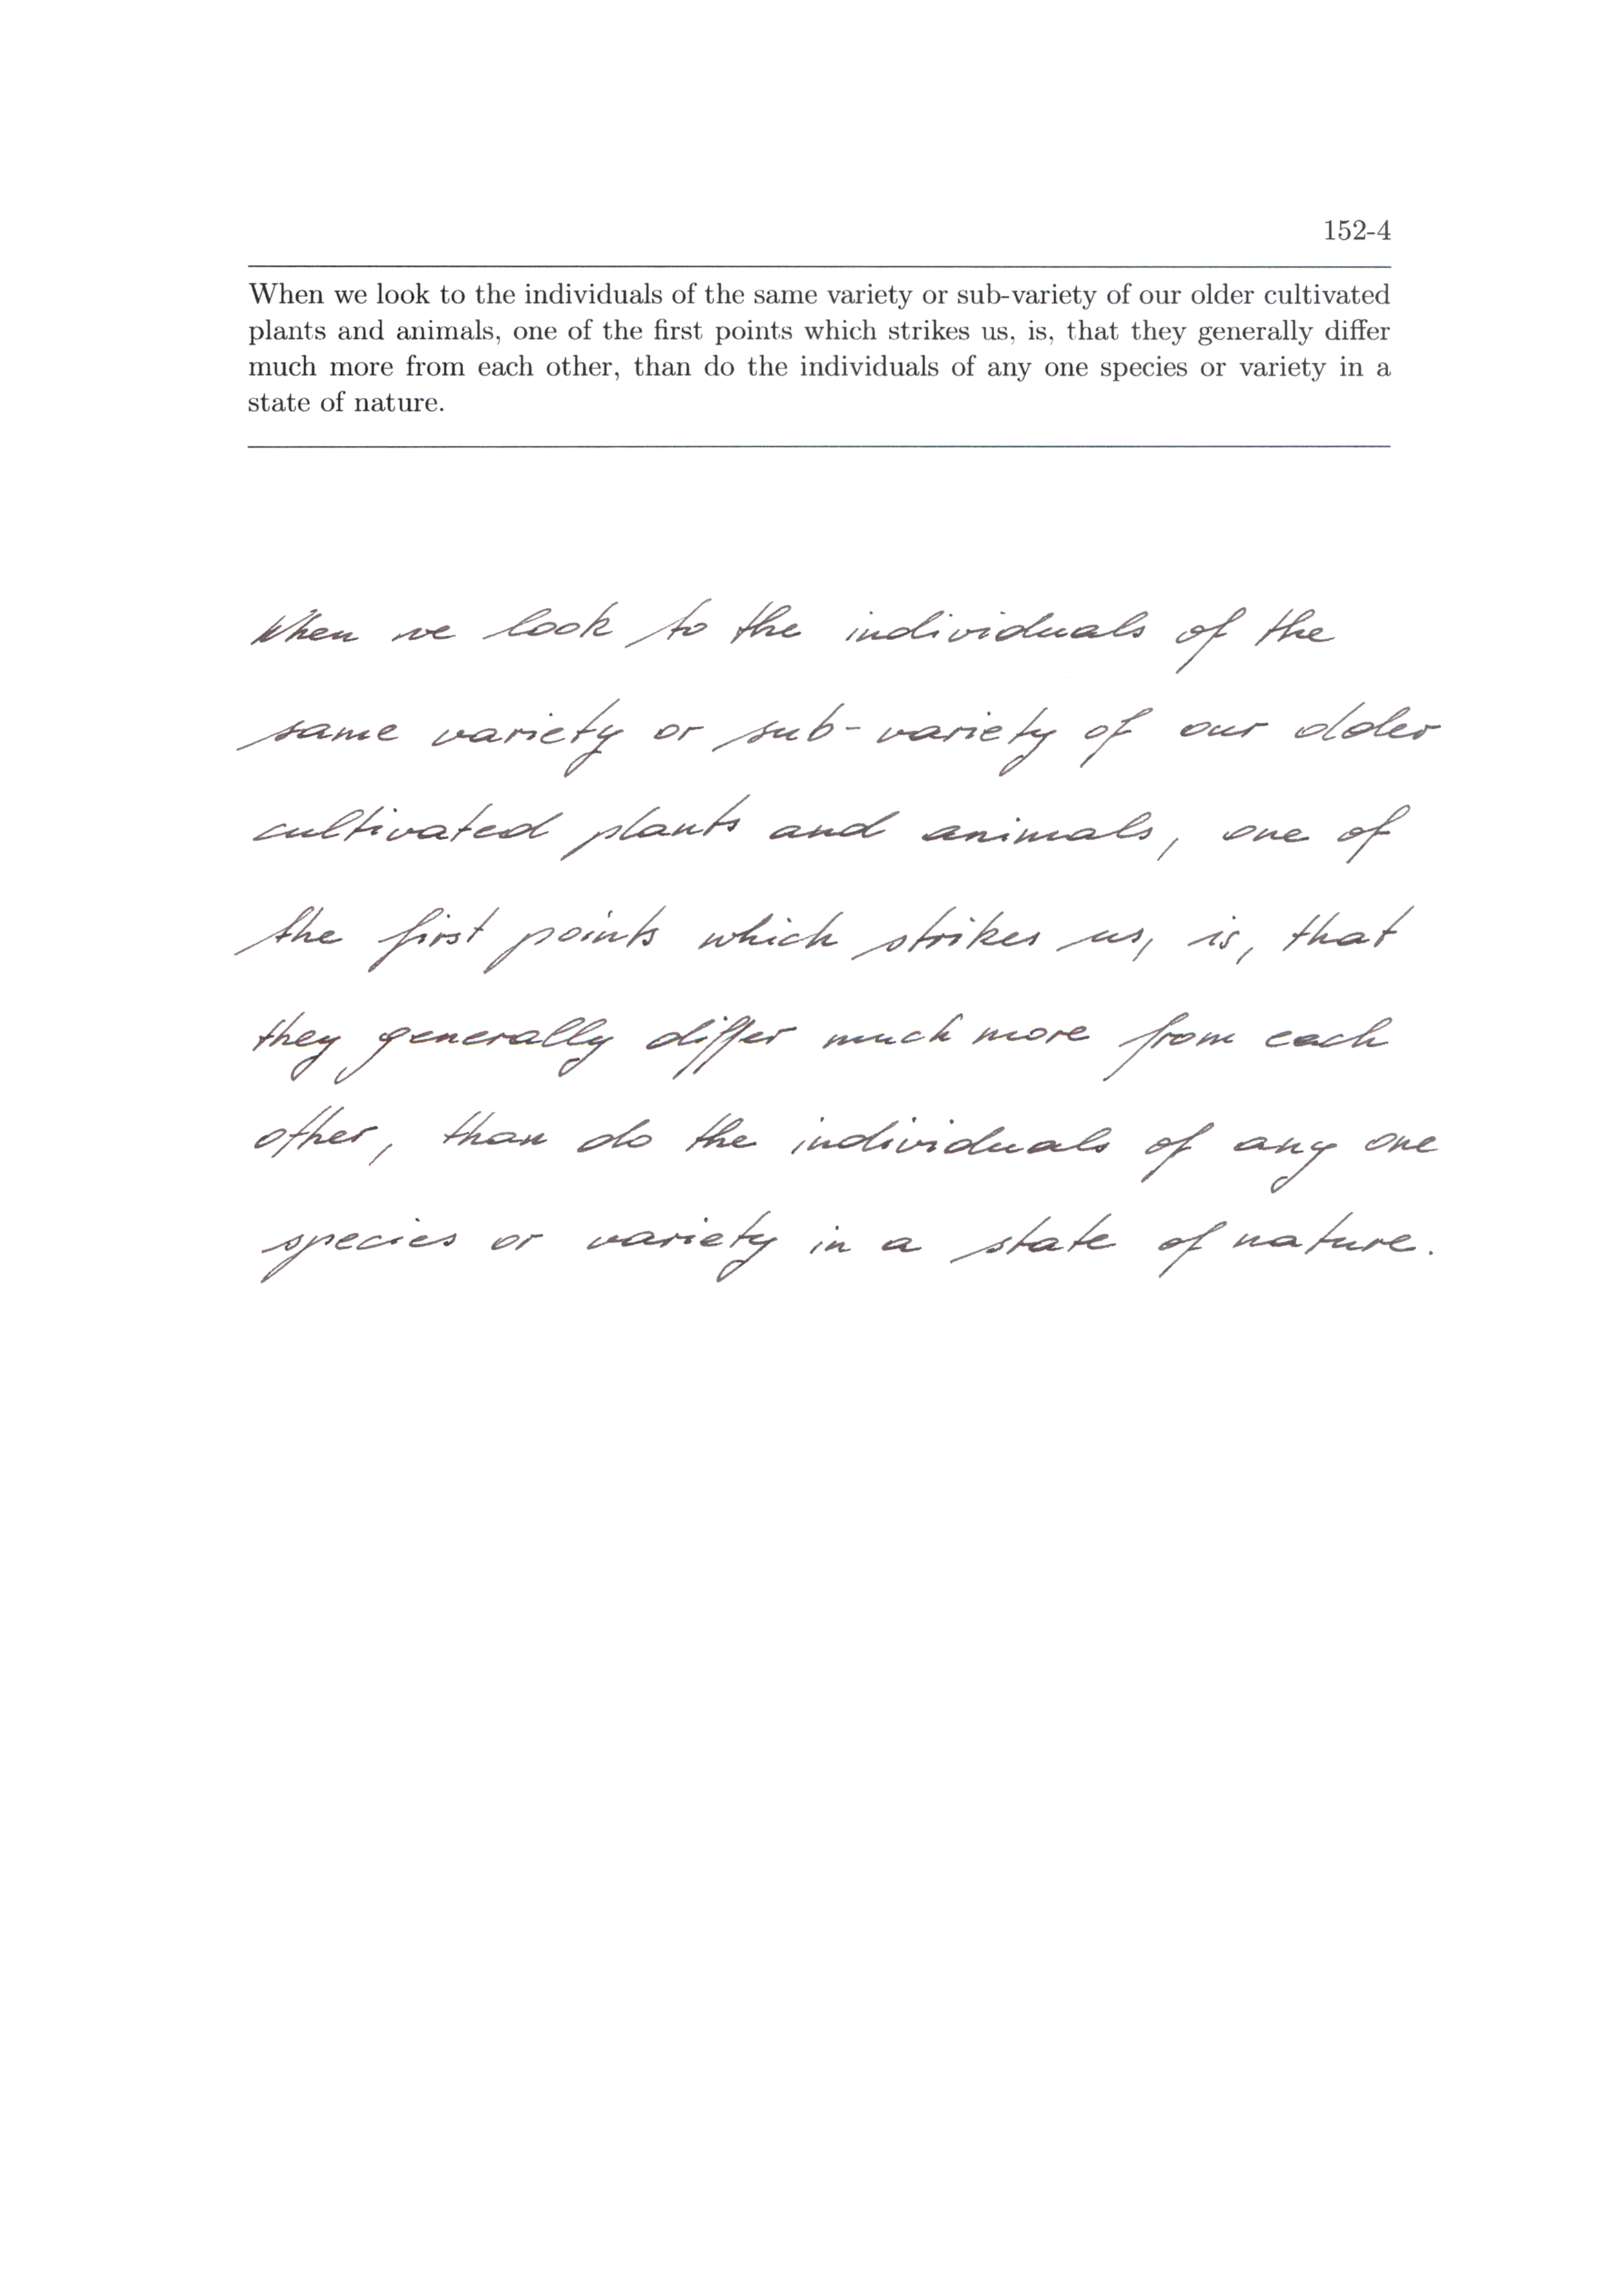 152-4
When we look to the individuals of the same variety or sub-variety of our older cultivated
plants and animals, one of the first points which strikes us, is, that they generally differ
much more from each other, than do the individuals of any one species or variety in a
state of nature.
When we look to the individuals of the
same variety or sub-variety of our older
cultivated plants and animals, one of
the first points which strikes us, is, that
they generally differ much more from each
other, than do the individuals of any one
species or variety in a state of nature.